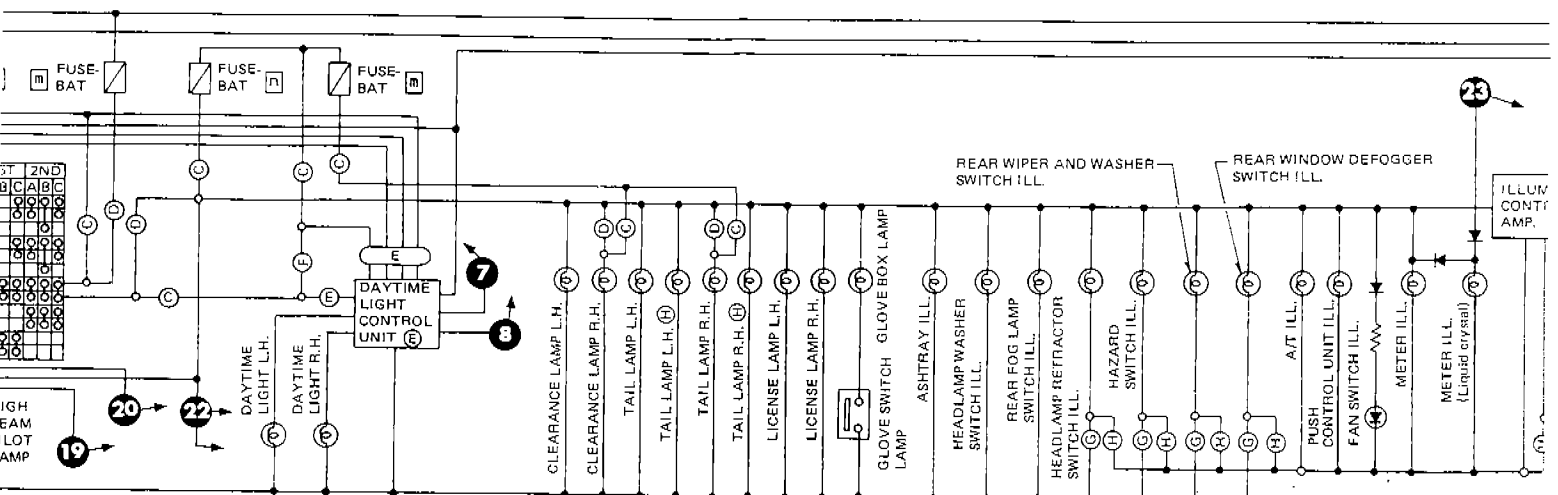 m FUSE-
BAT
FUSE-
BAT n
FUSE-
BAT m
23
ST 2ND
B C A B C
C
D
D
C
C
C
F
C
E
E
DAYTIME
LIGHT
CONTROL
UNIT E
7
8
20
22
19
IGH
EAM
ILOT
AMP
DAYTIME
LIGHT L.H.
DAYTIME
LIGHT R.H.
D
C
D
C
CLEARANCE LAMP L.H.
CLEARANCE LAMP R.H.
TAIL LAMP L.H.
TAIL LAMP L.H. H
TAIL LAMP R.H.
TAIL LAMP R.H. H
LICENSE LAMP L.H.
LICENSE LAMP R.H.
GLOVE BOX LAMP
GLOVE SWITCH
LAMP
ASHTRAY ILL.
HEADLAMP WASHER
SWITCH ILL.
REAR FOG LAMP
SWITCH ILL.
HEADLAMP RETRACTOR
SWITCH ILL.
HAZARD
SWITCH ILL.
REAR WIPER AND WASHER
SWITCH ILL.
REAR WINDOW DEFOGGER
SWITCH ILL.
G H
G H
G H
G H
A/T ILL.
PUSH
CONTROL UNIT ILL.
FAN SWITCH ILL.
METER ILL.
METER ILL.
(Liquid crystal)
ILLUM
CONT
AMP.